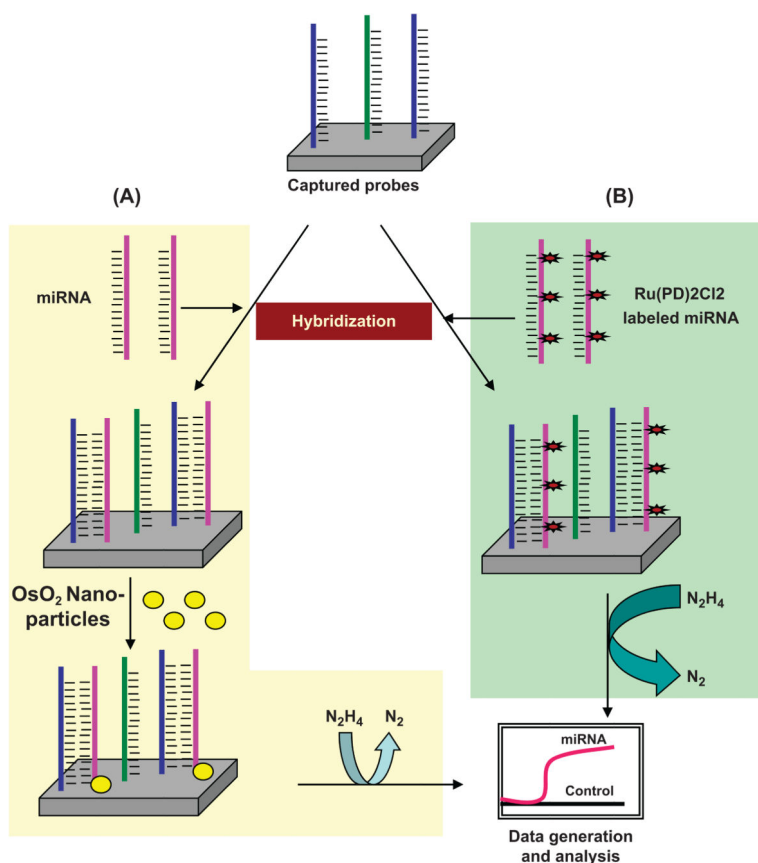 Captured probes
(A)
(B)
miRNA
Hybridization
Ru(PD)2Cl2
labeled miRNA
OsO₂ Nano-
particles
N₂H₄
N₂
N₂H₄ N₂
miRNA
Control
Data generation
and analysis